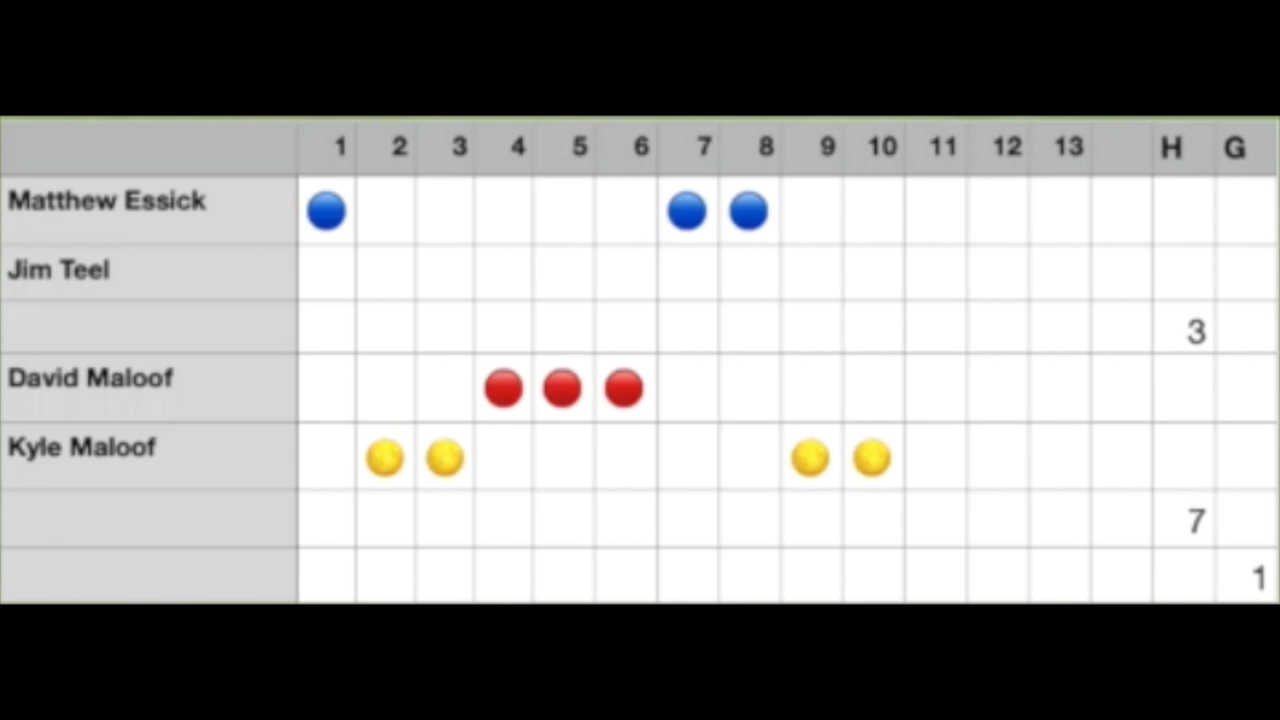 1 2 3 4 5 6 7 8 9 10 11 12 13 H G
Matthew Essick
Jim Teel
3
David Maloof
Kyle Maloof
7
1